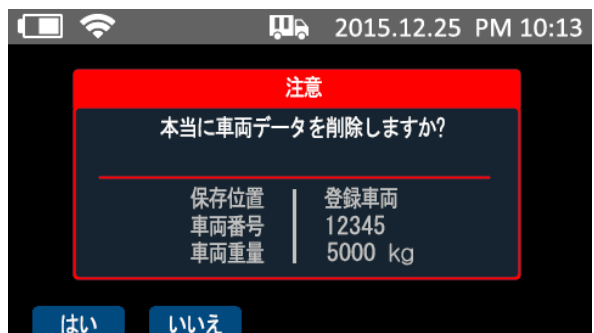 2015.12.25 PM 10:13
注意
本当に車両データを削除しますか?
保存位置 登録車両
車両番号 12345
車両重量 5000 kg
はい いいえ